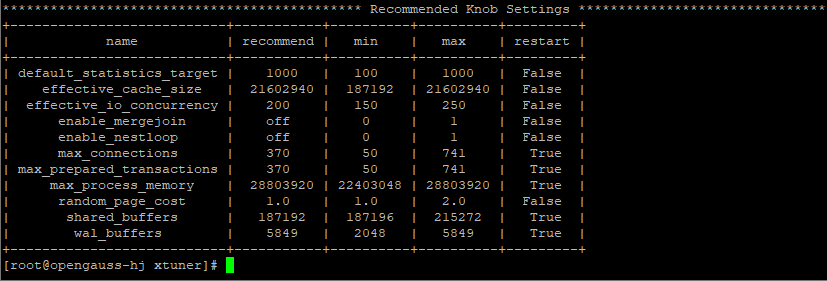 *********************************************** Recommended Knob Settings *********************************
+---------------------------+-----------+----------+----------+---------+
|            name           | recommend |   min    |   max    | restart |
+---------------------------+-----------+----------+----------+---------+
| default_statistics_target |    1000   |   100    |   1000   |  False  |
|    effective_cache_size   |  21602940 |  187192  | 21602940 |  False  |
|  effective_io_concurrency |    200    |   150    |   250    |  False  |
|      enable_mergejoin     |    off    |    0     |    1     |  False  |
|      enable_nestloop      |    off    |    0     |    1     |  False  |
|      max_connections      |    370    |    50    |   741    |   True  |
| max_prepared_transactions |    370    |    50    |   741    |   True  |
|     max_process_memory    |  28803920 | 22403048 | 28803920 |   True  |
|      random_page_cost     |    1.0    |   1.0    |   2.0    |  False  |
|       shared_buffers      |   187192  |  187196  |  215272  |   True  |
|        wal_buffers        |    5849   |   2048   |   5849   |   True  |
+---------------------------+-----------+----------+----------+---------+
[root@opengauss-hj xtuner]#